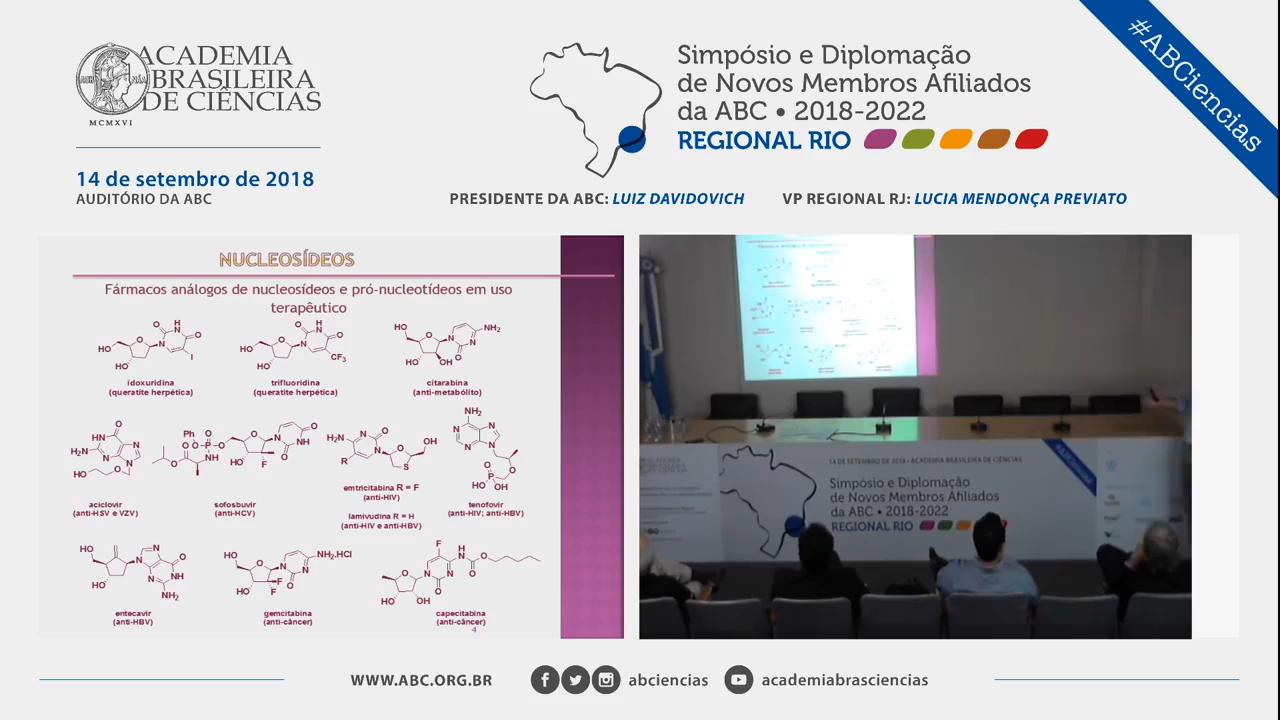 ACADEMIA
BRASILEIRA
DE CIÊNCIAS
MCMXVI
14 de setembro de 2018
AUDITÓRIO DA ABC
Simpósio e Diplomação
de Novos Membros Afiliados
da ABC • 2018-2022
REGIONAL RIO
#ABCiencias
PRESIDENTE DA ABC: LUIZ DAVIDOVICH
VP REGIONAL RJ: LUCIA MENDONÇA PREVIATO
NUCLEOSÍDEOS
Fármacos análogos de nucleosídeos e pró-nucleotídeos em uso
terapêutico
idoxuridina
(queratite herpética)
trifluoridina
(queratite herpética)
citarabina
(anti-metabólito)
aciclovir
(anti-HSV e VZV)
sofosbuvir
(anti-HCV)
emtricitabina R = F
(anti-HIV)
lamivudina R = H
(anti-HIV e anti-HBV)
tenofovir
(anti-HIV; anti-HBV)
entecavir
(anti-HBV)
gemcitabina
(anti-câncer)
capecitabina
(anti-câncer)
4
14 DE SETEMBRO DE 2018 - ACADEMIA BRASILEIRA DE CIÊNCIAS
Simpósio e Diplomação
de Novos Membros Afiliados
da ABC • 2018-2022
REGIONAL RIO
WWW.ABC.ORG.BR
abciencias
academiabrasciencias